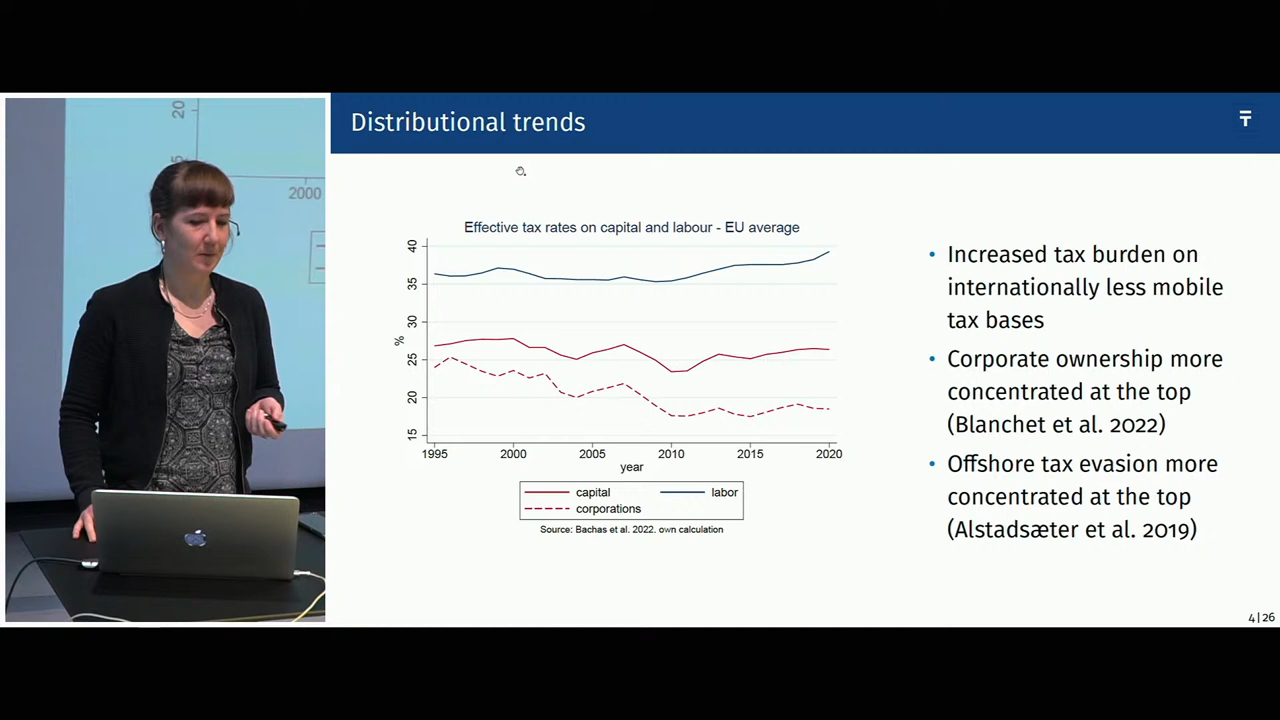 20
2000
Distributional trends
Effective tax rates on capital and labour - EU average
40
35
30
25
20
15
%
1995
2000
2005
2010
2015
2020
year
capital
labor
corporations
Source: Bachas et al. 2022. own calculation
• Increased tax burden on
internationally less mobile
tax bases
• Corporate ownership more
concentrated at the top
(Blanchet et al. 2022)
• Offshore tax evasion more
concentrated at the top
(Alstadsæter et al. 2019)
4|26